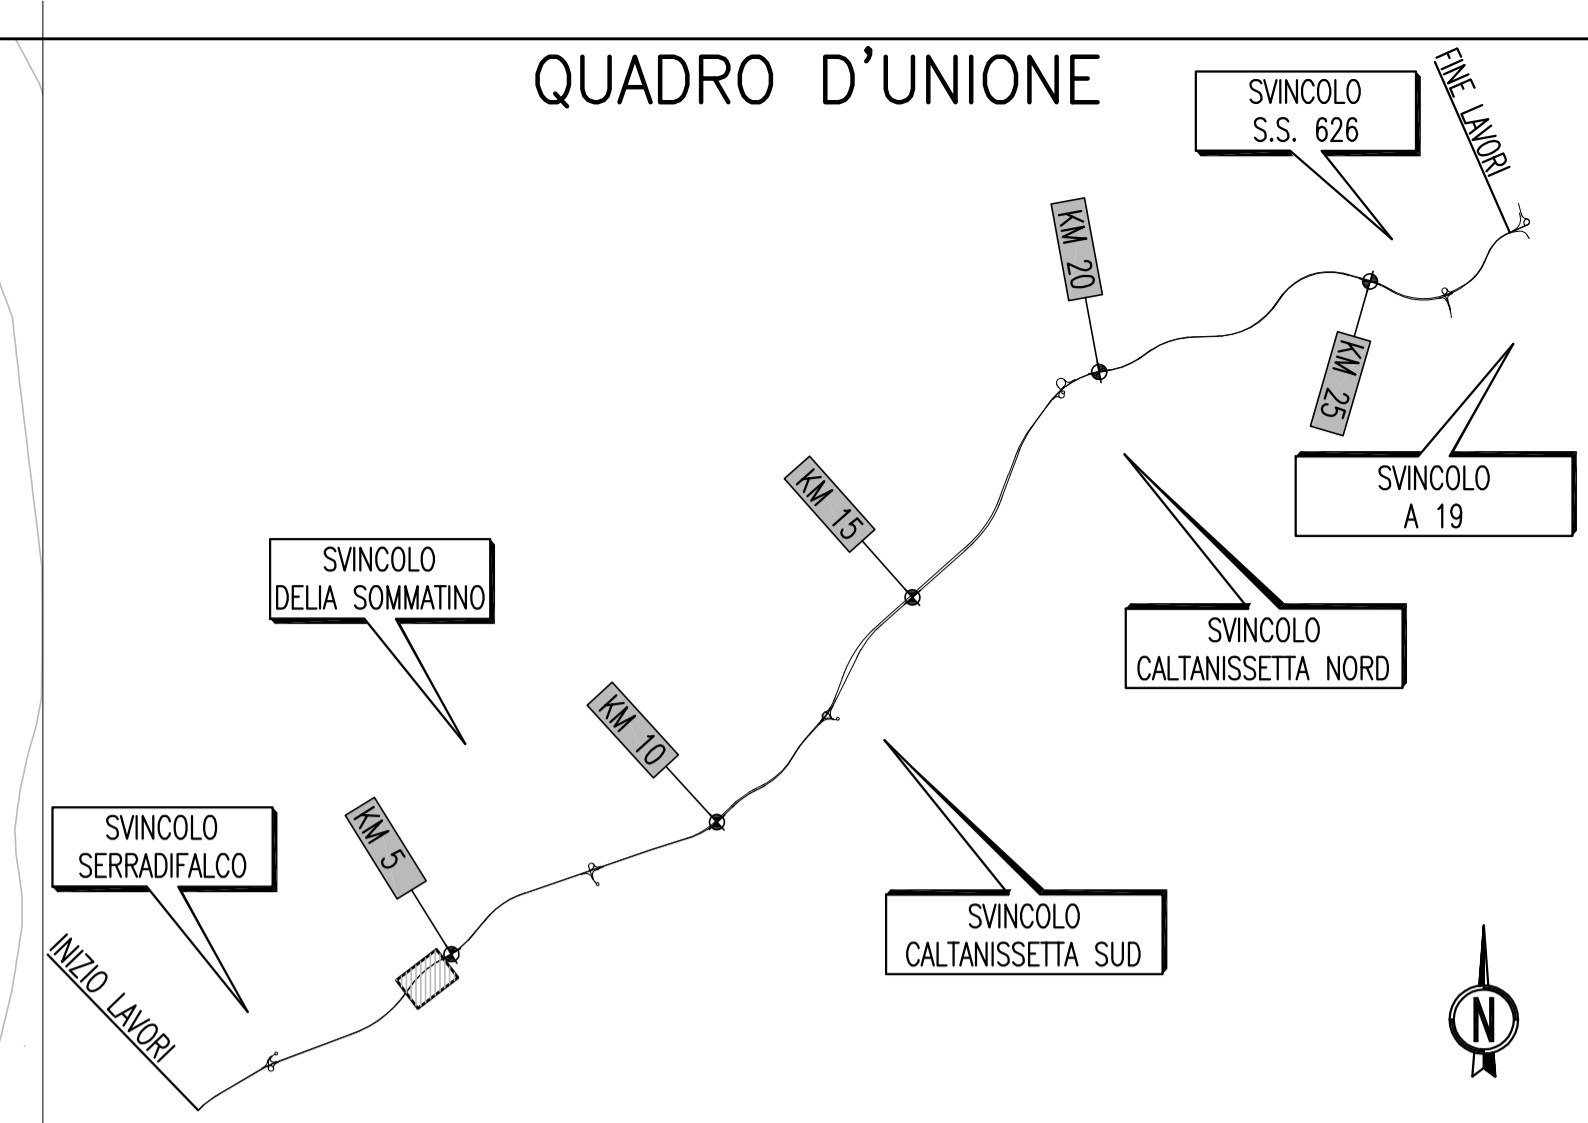 QUADRO D'UNIONE
SVINCOLO
S.S. 626
FINE LAVORI
KM 20
KM 25
SVINCOLO
A 19
KM 15
SVINCOLO
DELIA SOMMATINO
SVINCOLO
CALTANISSETTA NORD
KM 10
SVINCOLO
SERRADIFALCO
KM 5
SVINCOLO
CALTANISSETTA SUD
INIZIO LAVORI
N